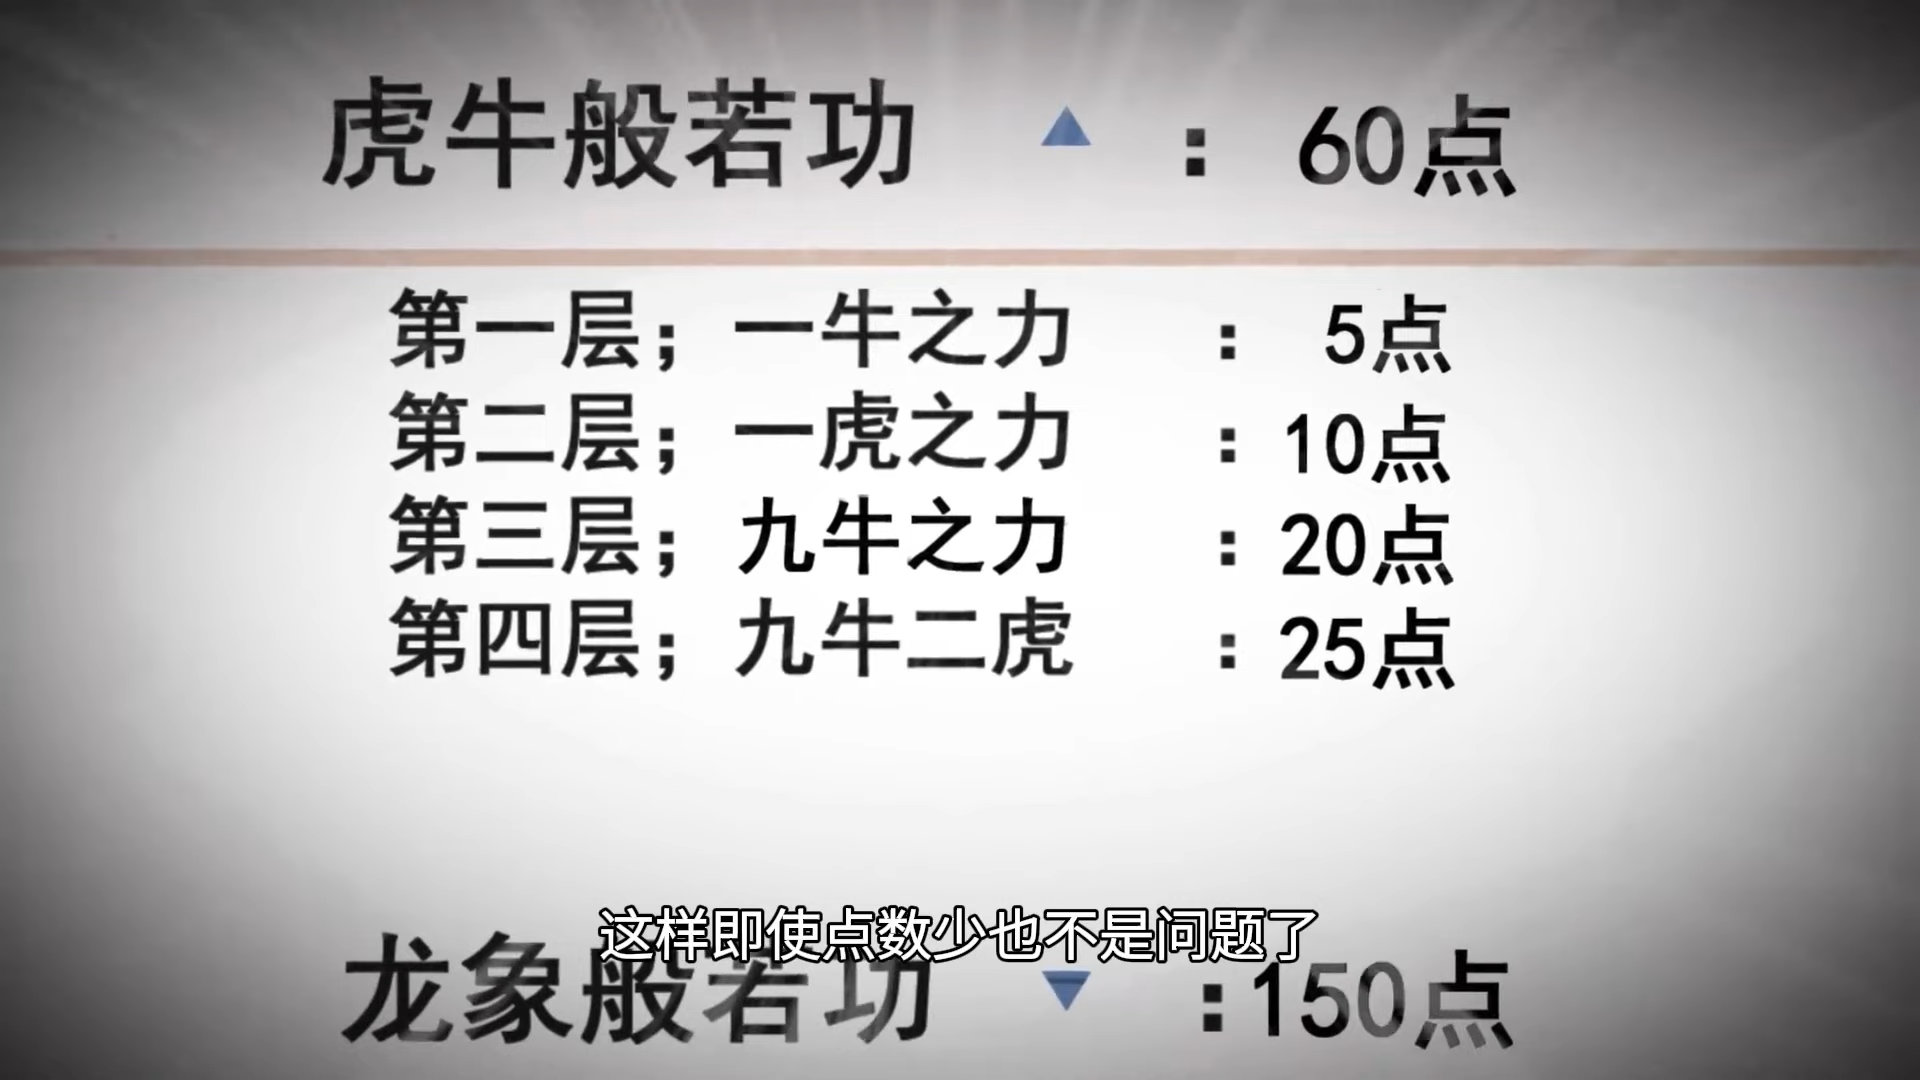 虎牛般若功 ▲ : 60点
第一层; 一牛之力 : 5点
第二层; 一虎之力 : 10点
第三层; 九牛之力 : 20点
第四层; 九牛二虎 : 25点
这样即使点数少也不是问题了
龙象般若功 ▼ :150点